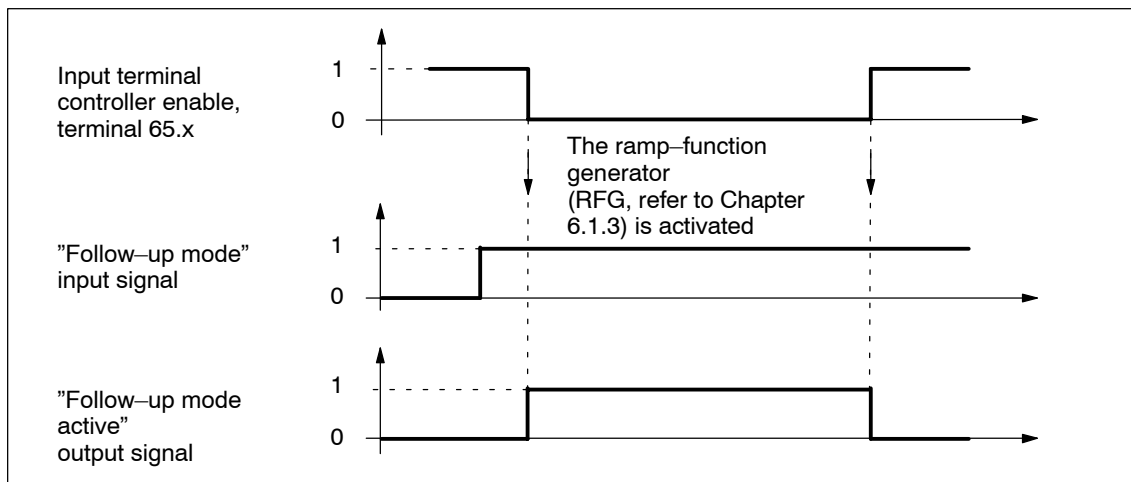 Input terminal
controller enable,
terminal 65.x
1
0
The ramp–function
generator
(RFG, refer to Chapter
6.1.3) is activated
”Follow–up mode”
input signal
1
0
”Follow–up mode
active”
output signal
1
0